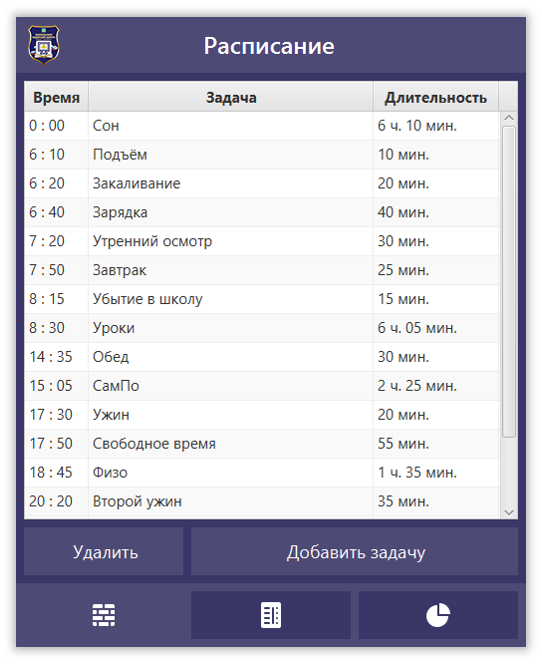 Расписание
Время Задача Длительность
0 : 00 Сон 6 ч. 10 мин.
6 : 10 Подъём 10 мин.
6 : 20 Закаливание 20 мин.
6 : 40 Зарядка 40 мин.
7 : 20 Утренний осмотр 30 мин.
7 : 50 Завтрак 25 мин.
8 : 15 Убытие в школу 15 мин.
8 : 30 Уроки 6 ч. 05 мин.
14 : 35 Обед 30 мин.
15 : 05 СамПо 2 ч. 25 мин.
17 : 30 Ужин 20 мин.
17 : 50 Свободное время 55 мин.
18 : 45 Физо 1 ч. 35 мин.
20 : 20 Второй ужин 35 мин.
Удалить Добавить задачу